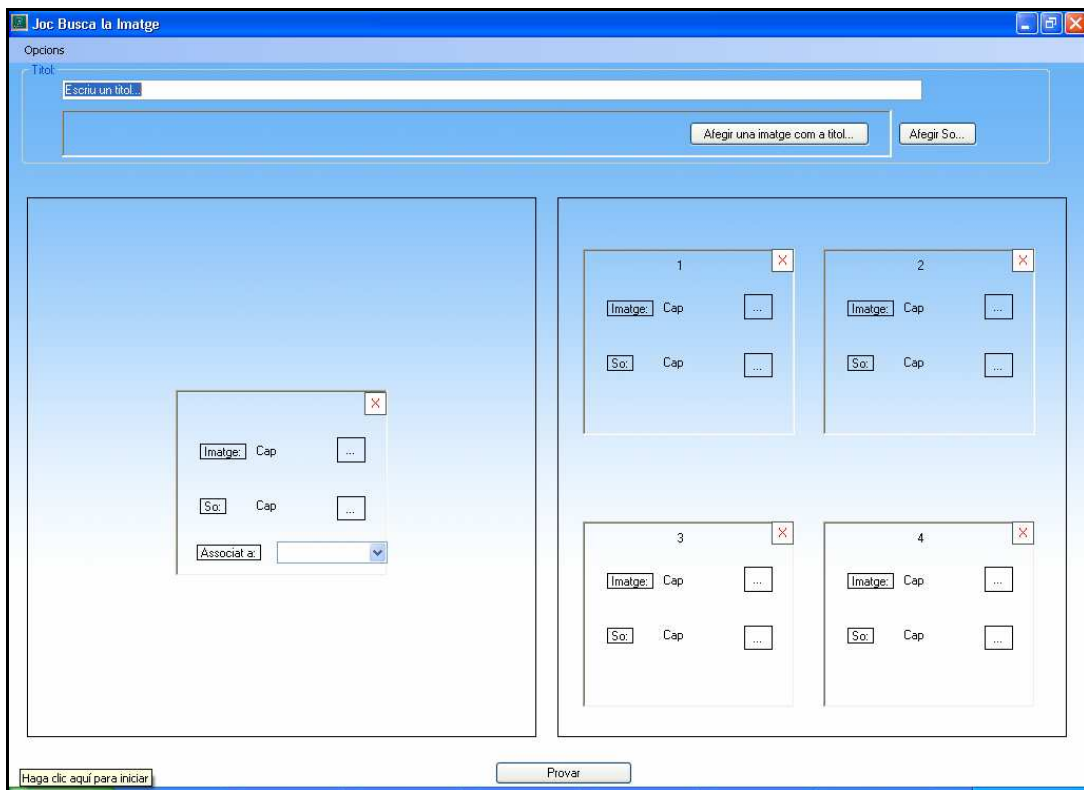 Joc Busca la Imatge
Opcions
Titol:
Escriu un titol...
Afegir una imatge com a titol...
Afegir So...
Imatge: Cap ...
So: Cap ...
Associat a:
1
Imatge: Cap ...
So: Cap ...
2
Imatge: Cap ...
So: Cap ...
3
Imatge: Cap ...
So: Cap ...
4
Imatge: Cap ...
So: Cap ...
Provar
Haga clic aquí para iniciar